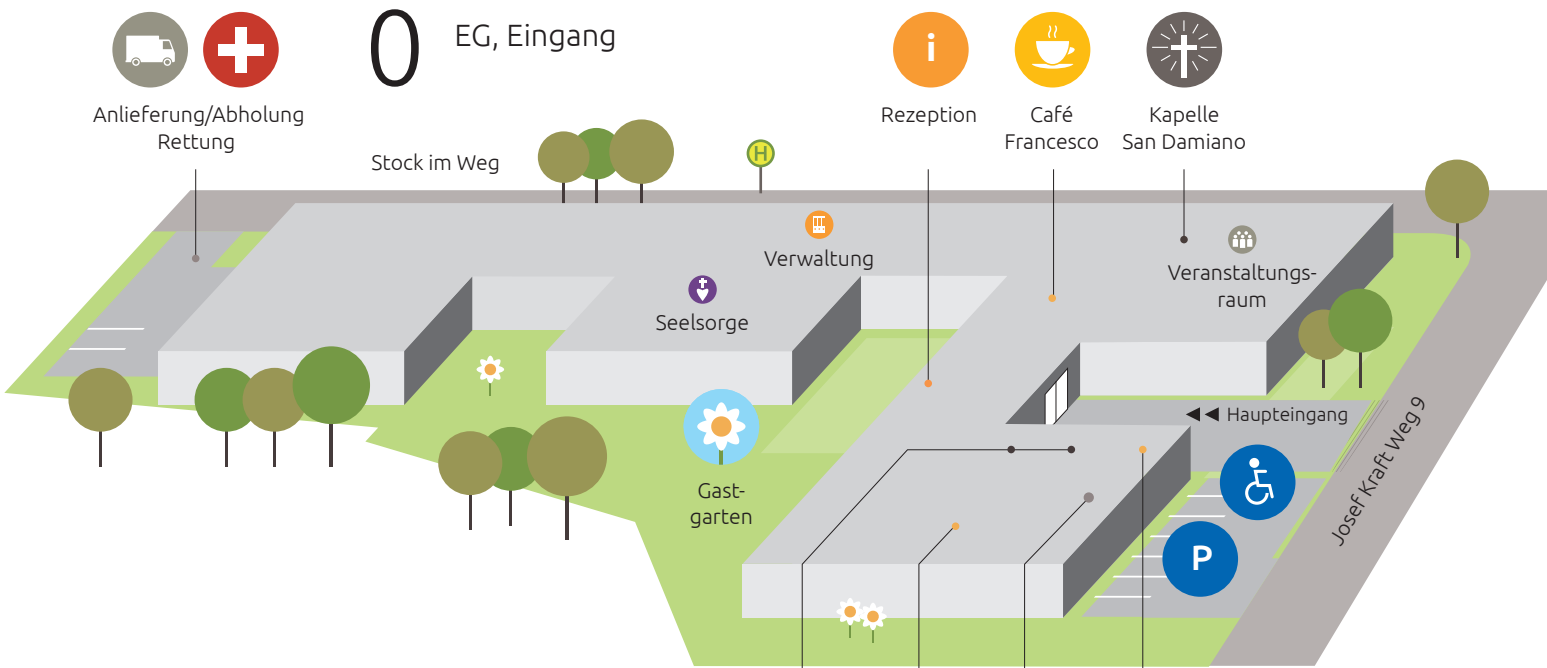 0
EG, Eingang
i
Anlieferung/Abholung
Rettung
Rezeption
Café
Francesco
Kapelle
San Damiano
Stock im Weg
H
Verwaltung
Veranstaltungs-
raum
Seelsorge
Haupteingang
Gast-
garten
P
Josef Kraft Weg 9